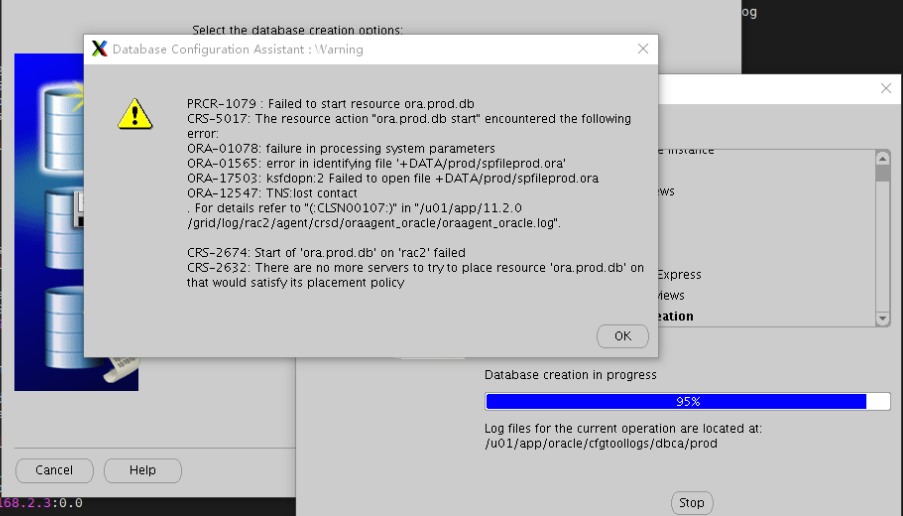 og
Select the database creation options:
Database Configuration Assistant : Warning
PRCR-1079 : Failed to start resource ora.prod.db
CRS-5017: The resource action "ora.prod.db start" encountered the following
error:
ORA-01078: failure in processing system parameters
ORA-01565: error in identifying file '+DATA/prod/spfileprod.ora'
ORA-17503: ksfdopn:2 Failed to open file +DATA/prod/spfileprod.ora
ORA-12547: TNS:lost contact
. For details refer to "(:CLSN00107:)" in "/u01/app/11.2.0
/grid/log/rac2/agent/crsd/oraagent_oracle/oraagent_oracle.log".
CRS-2674: Start of 'ora.prod.db' on 'rac2' failed
CRS-2632: There are no more servers to try to place resource 'ora.prod.db' on
that would satisfy its placement policy
OK
e instance
ws
Express
views
eation
Database creation in progress
95%
Log files for the current operation are located at:
/u01/app/oracle/cfgtoollogs/dbca/prod
Cancel
Help
Stop
168.2.3:0.0